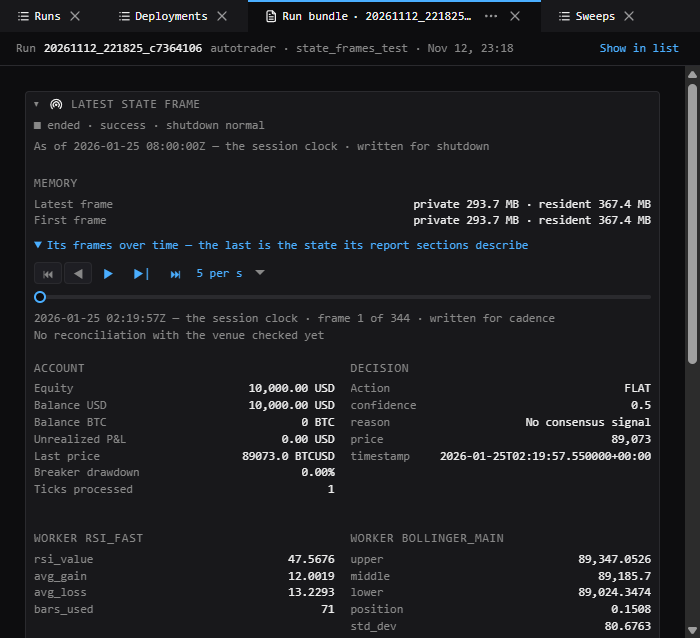 Runs Deployments Run bundle · 20261112_221825… Sweeps
Run 20261112_221825_c7364106 autotrader · state_frames_test · Nov 12, 23:18 Show in list
LATEST STATE FRAME
ended · success · shutdown normal
As of 2026-01-25 08:00:00Z — the session clock · written for shutdown
MEMORY
Latest frame private 293.7 MB · resident 367.4 MB
First frame private 293.7 MB · resident 367.4 MB
Its frames over time — the last is the state its report sections describe
5 per s
2026-01-25 02:19:57Z — the session clock · frame 1 of 344 · written for cadence
No reconciliation with the venue checked yet
ACCOUNT
Equity 10,000.00 USD
Balance USD 10,000.00 USD
Balance BTC 0 BTC
Unrealized P&L 0.00 USD
Last price 89073.0 BTCUSD
Breaker drawdown 0.00%
Ticks processed 1
DECISION
Action FLAT
confidence 0.5
reason No consensus signal
price 89,073
timestamp 2026-01-25T02:19:57.550000+00:00
WORKER RSI_FAST
rsi_value 47.5676
avg_gain 12.0019
avg_loss 13.2293
bars_used 71
WORKER BOLLINGER_MAIN
upper 89,347.0526
middle 89,185.7
lower 89,024.3474
position 0.1508
std_dev 80.6763